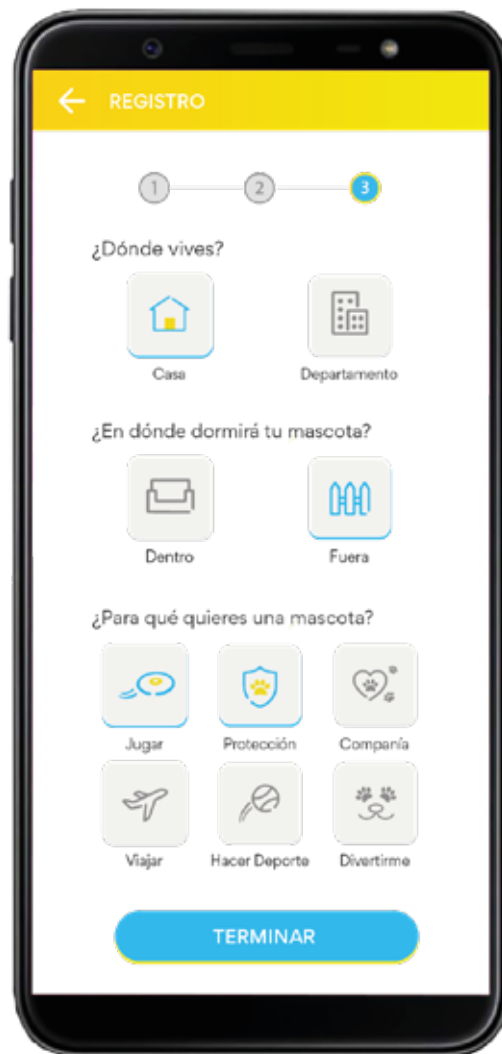 REGISTRO
1 2 3
¿Dónde vives?
Casa Departamento
¿En dónde dormirá tu mascota?
Dentro Fuera
¿Para qué quieres una mascota?
Jugar Protección Compañía
Viajar Hacer Deporte Divertirme
TERMINAR